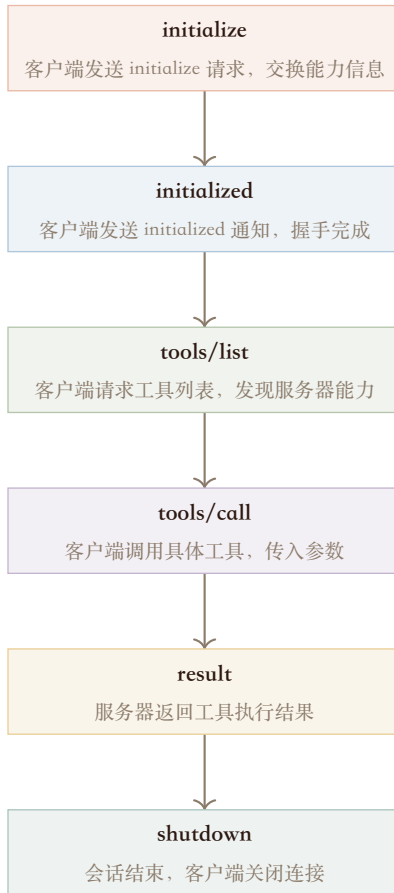 initialize
客户端发送 initialize 请求，交换能力信息
initialized
客户端发送 initialized 通知，握手完成
tools/list
客户端请求工具列表，发现服务器能力
tools/call
客户端调用具体工具，传入参数
result
服务器返回工具执行结果
shutdown
会话结束，客户端关闭连接